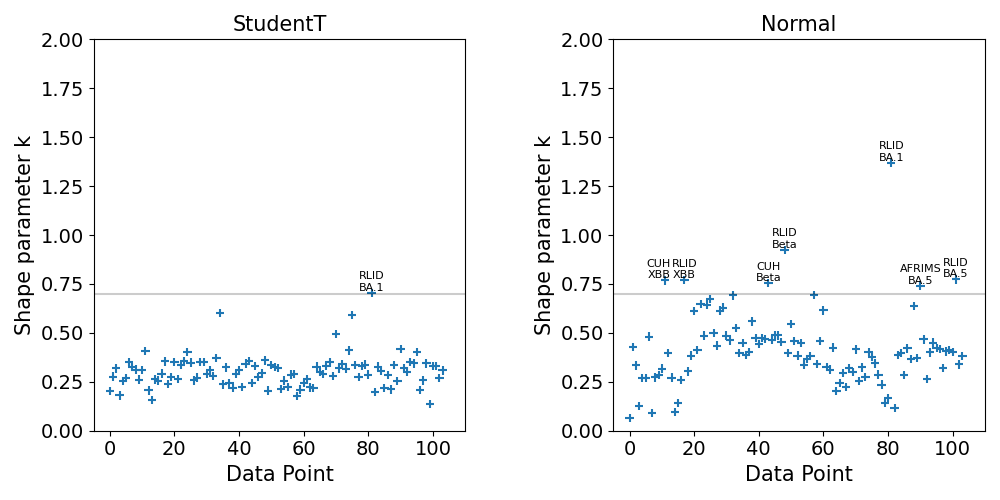 StudentT
Shape parameter k
2.00
1.75
1.50
1.25
1.00
0.75
0.50
0.25
0.00
RLID
BA.1
0 20 40 60 80 100
Data Point
Normal
Shape parameter k
2.00
1.75
1.50
1.25
1.00
0.75
0.50
0.25
0.00
RLID
BA.1
RLID
Beta
CUH
XBB
RLID
XBB
CUH
Beta
AFRIMS
BA.5
RLID
BA.5
0 20 40 60 80 100
Data Point